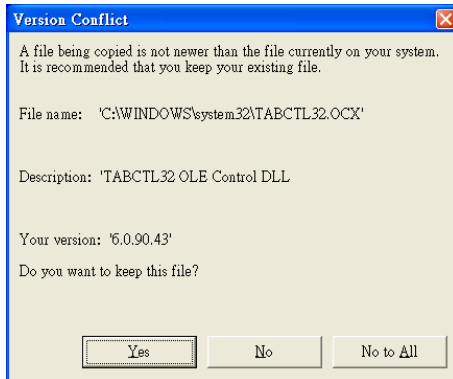 Version Conflict
A file being copied is not newer than the file currently on your system.
It is recommended that you keep your existing file.
File name: 'C:\WINDOWS\system32\TABCTL32.OCX'
Description: 'TABCTL32 OLE Control DLL
Your version: '6.0.90.43'
Do you want to keep this file?
Yes No No to All